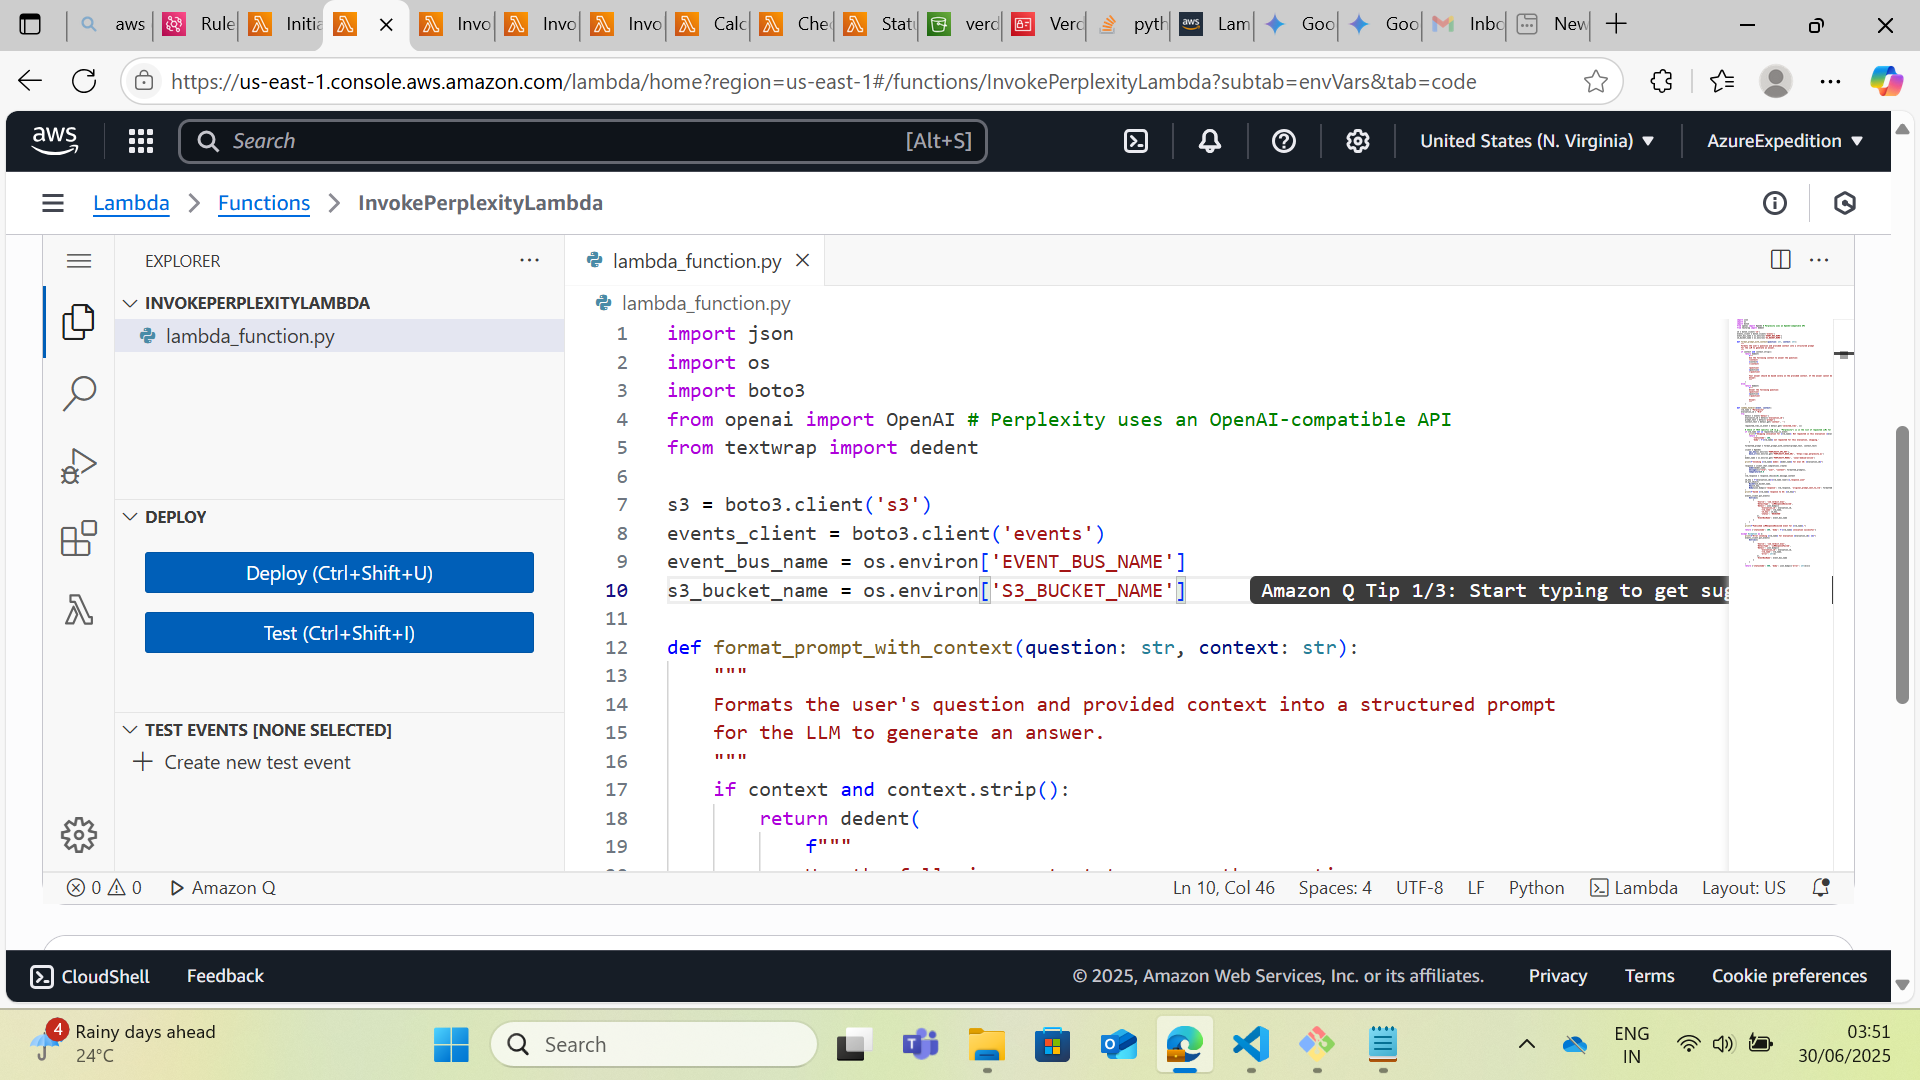 aws
Rule
Initia
Invo
Invo
Invo
Calc
Chec
Statu
verd
Verd
pyth
Lam
Goo
Goo
Inbo
New
https://us-east-1.console.aws.amazon.com/lambda/home?region=us-east-1#/functions/InvokePerplexityLambda?subtab=envVars&tab=code
aws
Search
[Alt+S]
United States (N. Virginia)
AzureExpedition
Lambda
Functions
InvokePerplexityLambda
EXPLORER
INVOKEPERPLEXITYLAMBDA
lambda_function.py
DEPLOY
Deploy (Ctrl+Shift+U)
Test (Ctrl+Shift+I)
TEST EVENTS [NONE SELECTED]
Create new test event
lambda_function.py
lambda_function.py
1 import json
2 import os
3 import boto3
4 from openai import OpenAI # Perplexity uses an OpenAI-compatible API
5 from textwrap import dedent
6
7 s3 = boto3.client('s3')
8 events_client = boto3.client('events')
9 event_bus_name = os.environ['EVENT_BUS_NAME']
10 s3_bucket_name = os.environ['S3_BUCKET_NAME'] Amazon Q Tip 1/3: Start typing to get sug
11
12 def format_prompt_with_context(question: str, context: str):
13 """
14 Formats the user's question and provided context into a structured prompt
15 for the LLM to generate an answer.
16 """
17 if context and context.strip():
18 return dedent(
19 f"""
0 0 Amazon Q
Ln 10, Col 46
Spaces: 4
UTF-8
LF
Python
Lambda
Layout: US
CloudShell
Feedback
© 2025, Amazon Web Services, Inc. or its affiliates.
Privacy
Terms
Cookie preferences
4
Rainy days ahead
24°C
Search
ENG
IN
03:51
30/06/2025